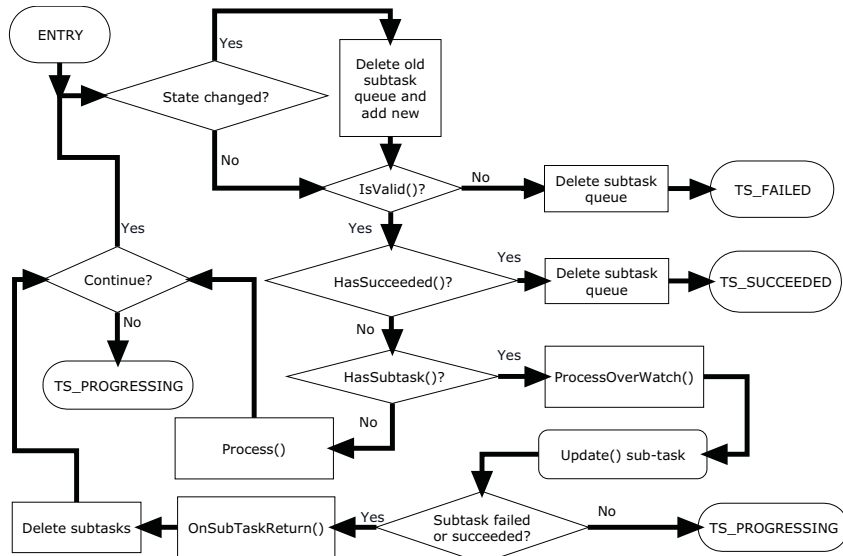 ENTRY
Yes
State changed?
Delete old
subtask
queue and
add new
No
IsValid()?
No
Delete subtask
queue
TS_FAILED
Yes
Yes
Continue?
HasSucceeded()?
Yes
Delete subtask
queue
TS_SUCCEEDED
No
No
TS_PROGRESSING
HasSubtask()?
Yes
ProcessOverWatch()
No
Process()
Update() sub-task
Delete subtasks
OnSubTaskReturn()
Yes
Subtask failed
or succeeded?
No
TS_PROGRESSING